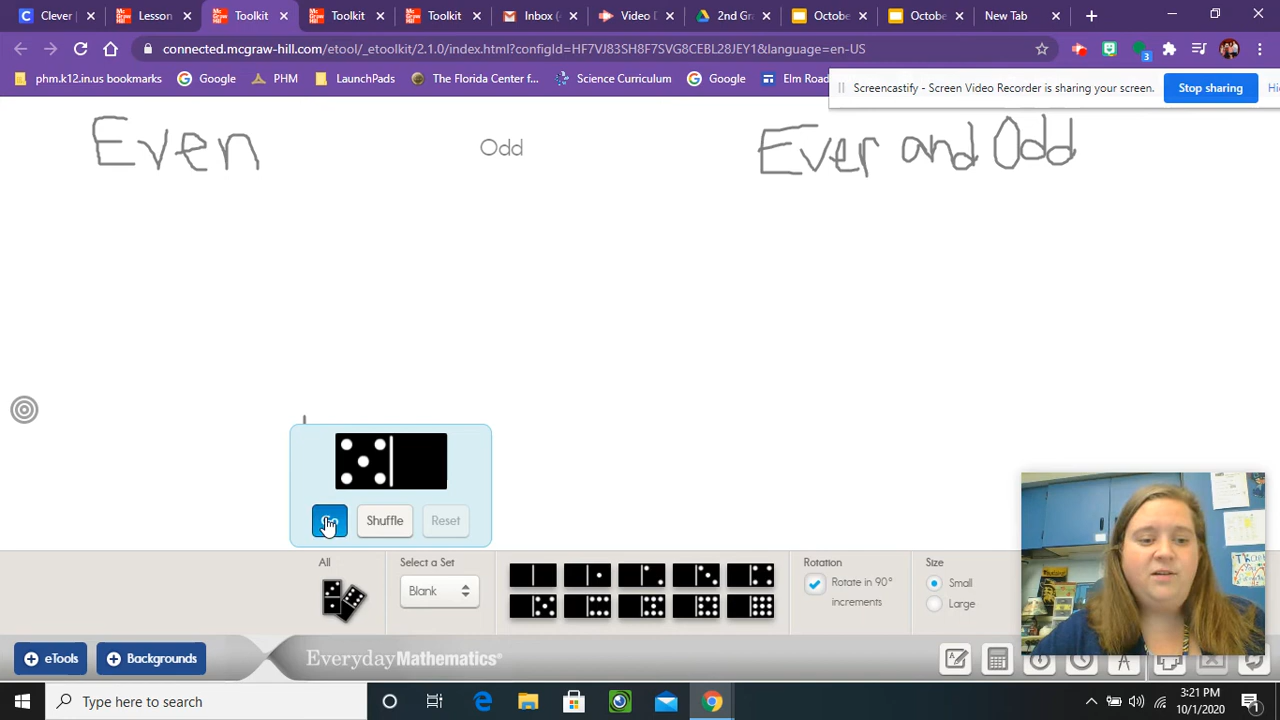 Clever
Lesson
Toolkit
Toolkit
Toolkit
Inbox (
Video
2nd Gr
Octobe
Octobe
New Tab
connected.mcgraw-hill.com/etool/_etoolkit/2.1.0/index.html?configId=HF7VJ83SH8F7SVG8CEBL28JEY1&language=en-US
3
phm.k12.in.us bookmarks
Google
PHM
LaunchPads
The Florida Center f...
Science Curriculum
Google
Elm Road
Screencastify - Screen Video Recorder is sharing your screen.
Stop sharing
Hi
Even
Odd
Ever and Odd
Shuffle
Reset
All
Select a Set
Blank
Rotation
Rotate in 90°
increments
Size
Small
Large
eTools
Backgrounds
EverydayMathematics
Type here to search
3:21 PM
10/1/2020
1